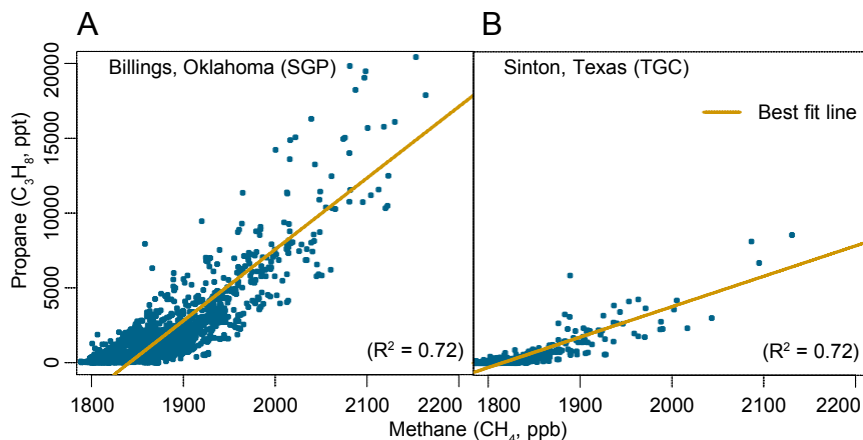 A
B
Billings, Oklahoma (SGP)
Sinton, Texas (TGC)
Best fit line
Propane (C₃H₈, ppt)
20000
15000
10000
5000
0
(R² = 0.72)
(R² = 0.72)
1800 1900 2000 2100 2200
1800 1900 2000 2100 2200
Methane (CH₄, ppb)